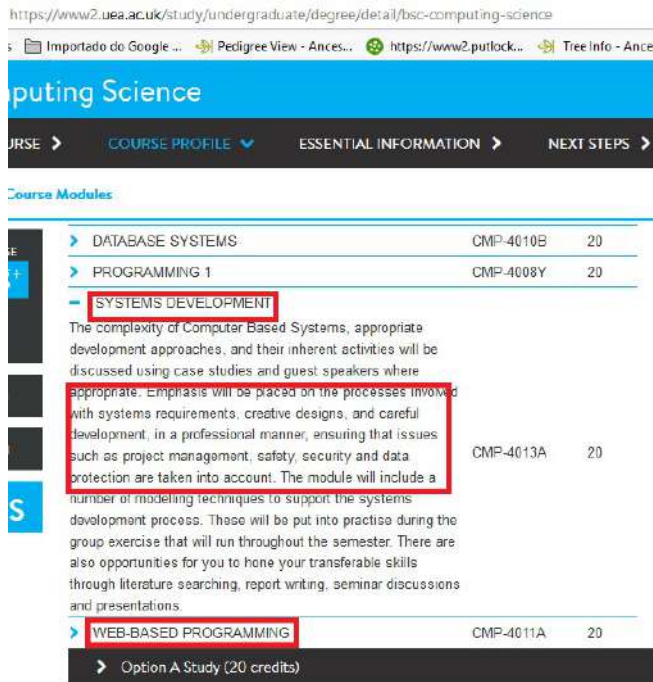 https://www2.uea.ac.uk/study/undergraduate/degree/detail/bsc-computing-science
s Importado do Google ... Pedigree View - Ances... https://www2.putlock... Tree Info - Ance
puting Science
URSE > COURSE PROFILE ESSENTIAL INFORMATION > NEXT STEPS >
Course Modules
> DATABASE SYSTEMS CMP-4010B 20
> PROGRAMMING 1 CMP-4008Y 20
– SYSTEMS DEVELOPMENT
The complexity of Computer Based Systems, appropriate
development approaches, and their inherent activities will be
discussed using case studies and guest speakers where
appropriate. Emphasis will be placed on the processes involved
with systems requirements, creative designs, and careful
development, in a professional manner, ensuring that issues
such as project management, safety, security and data CMP-4013A 20
protection are taken into account. The module will include a
number of modelling techniques to support the systems
development process. These will be put into practise during the
group exercise that will run throughout the semester. There are
also opportunities for you to hone your transferable skills
through literature searching, report writing, seminar discussions
and presentations.
> WEB-BASED PROGRAMMING CMP-4011A 20
> Option A Study (20 credits)
S